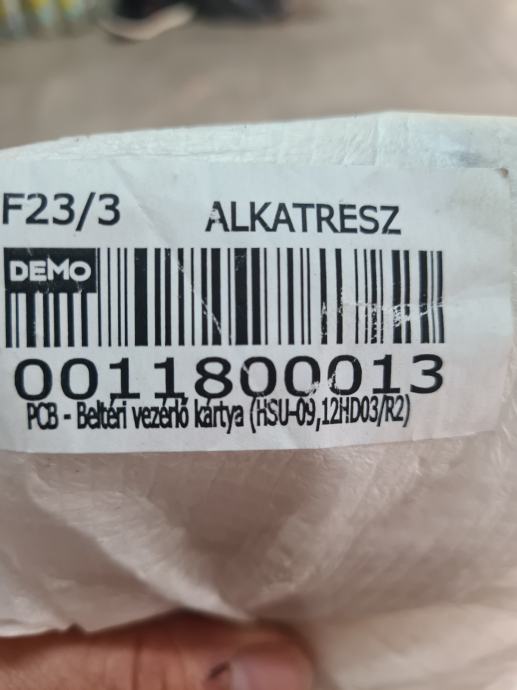 F23/3 ALKATRESZ
DEMO
0011800013
PCB - Beltéri vezérlő kártya (HSU-09,12HD03/R2)